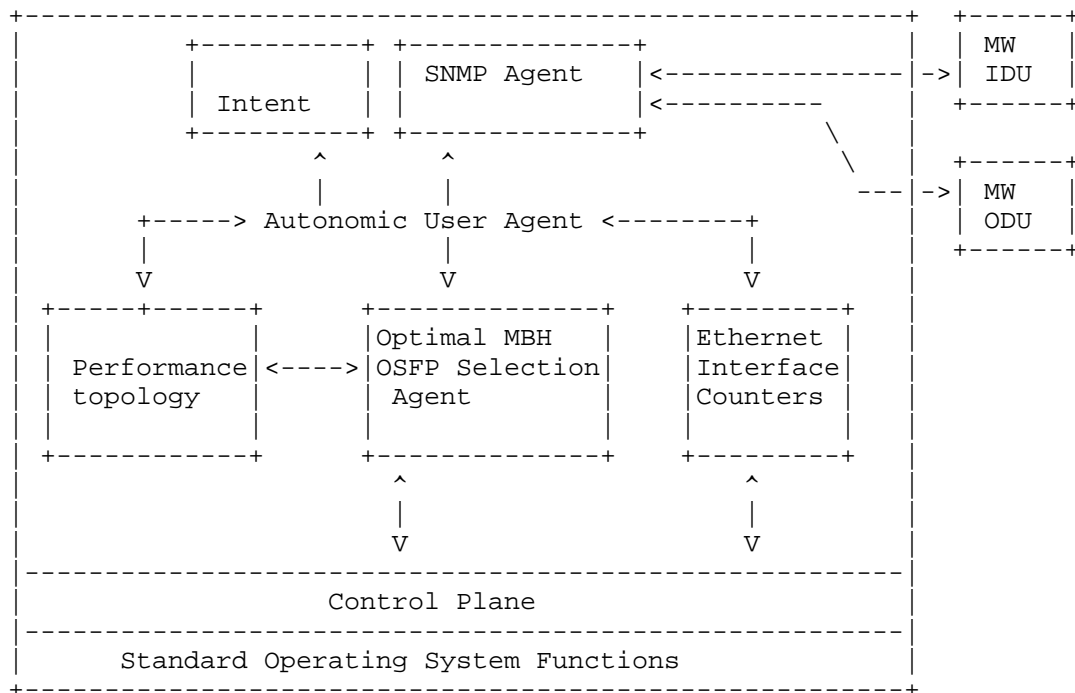 MW
SNMP Agent IDU
Intent
MW
Autonomic User Agent ODU
V V V
Optimal MBH Ethernet
Performance OSFP Selection Interface
topology Agent Counters
V V
Control Plane
Standard Operating System Functions